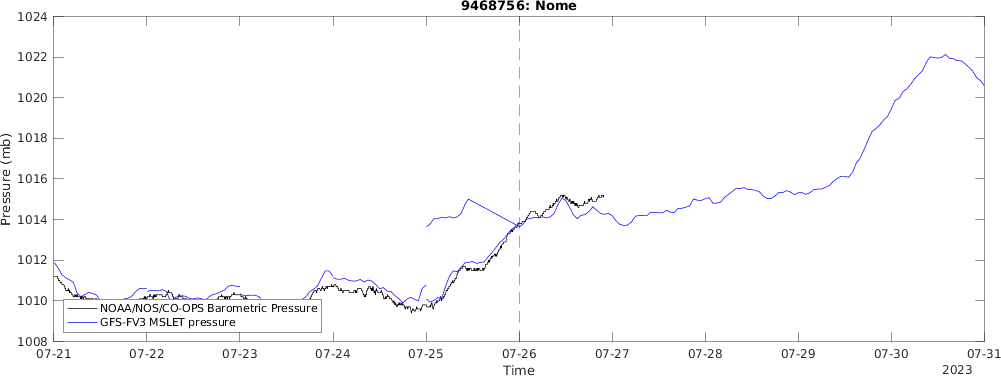 9468756: Nome
1024
1022
1020
1018
1016
1014
1012
1010
1008
Pressure (mb)
NOAA/NOS/CO-OPS Barometric Pressure
GFS-FV3 MSLET pressure
07-21 07-22 07-23 07-24 07-25 07-26 07-27 07-28 07-29 07-30 07-31
Time
2023